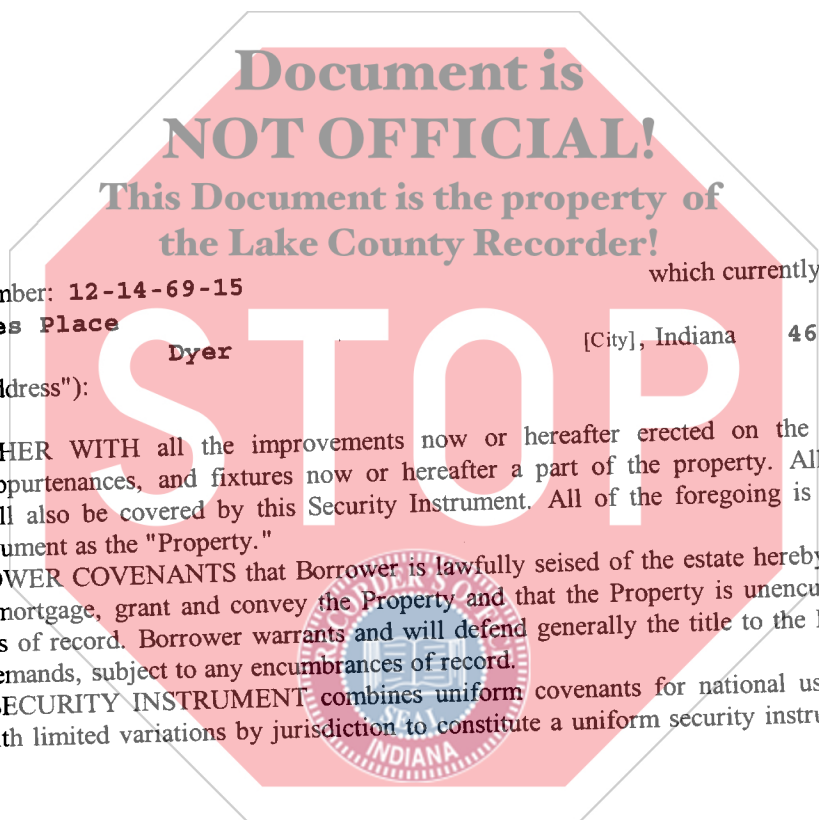 Document is
NOT OFFICIAL!
This Document is the property of
the Lake County Recorder!
which currently
mber: 12-14-69-15
es Place
Dyer [City], Indiana 46
ddress"):
HER WITH all the improvements now or hereafter erected on the
ppurtenances, and fixtures now or hereafter a part of the property. All
ll also be covered by this Security Instrument. All of the foregoing is
ument as the "Property."
OWER COVENANTS that Borrower is lawfully seised of the estate hereby
mortgage, grant and convey the Property and that the Property is unencu
s of record. Borrower warrants and will defend generally the title to the
emands, subject to any encumbrances of record.
SECURITY INSTRUMENT combines uniform covenants for national us
ith limited variations by jurisdiction to constitute a uniform security instru
STOP
RECORDER'S OFFICE
SEAL
INDIANA